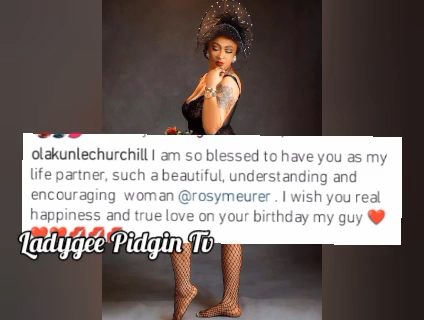 olakunlechurchill I am so blessed to have you as my
life partner, such a beautiful, understanding and
encouraging woman @rosymeurer . I wish you real
happiness and true love on your birthday my guy ❤️
Ladygee Pidgin Tv